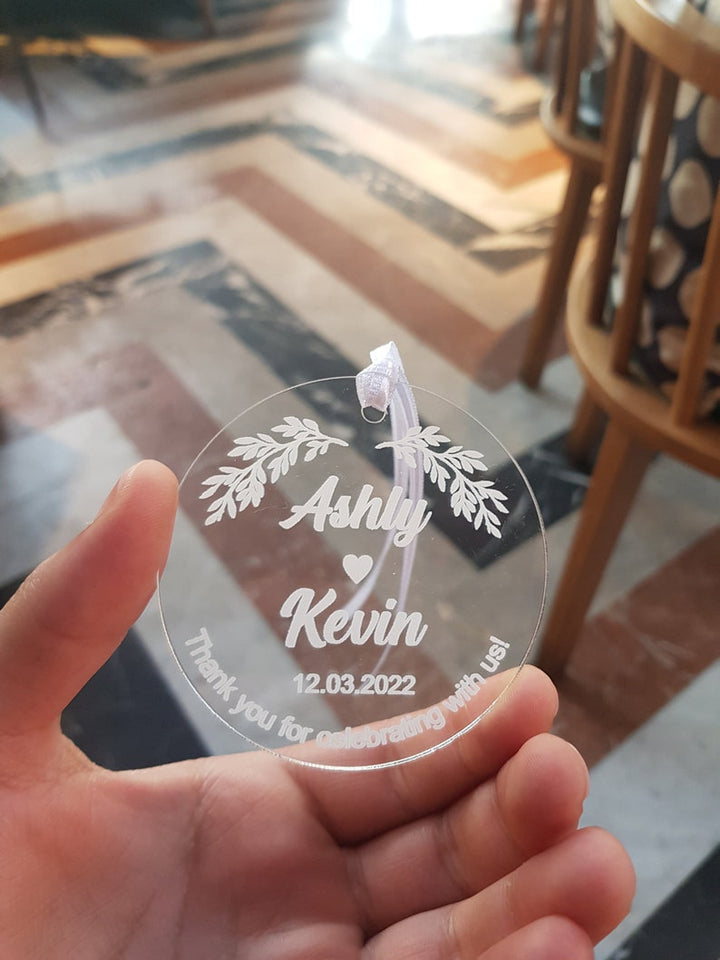 Ashly
Kevin
12.03.2022
Thank you for celebrating with us!